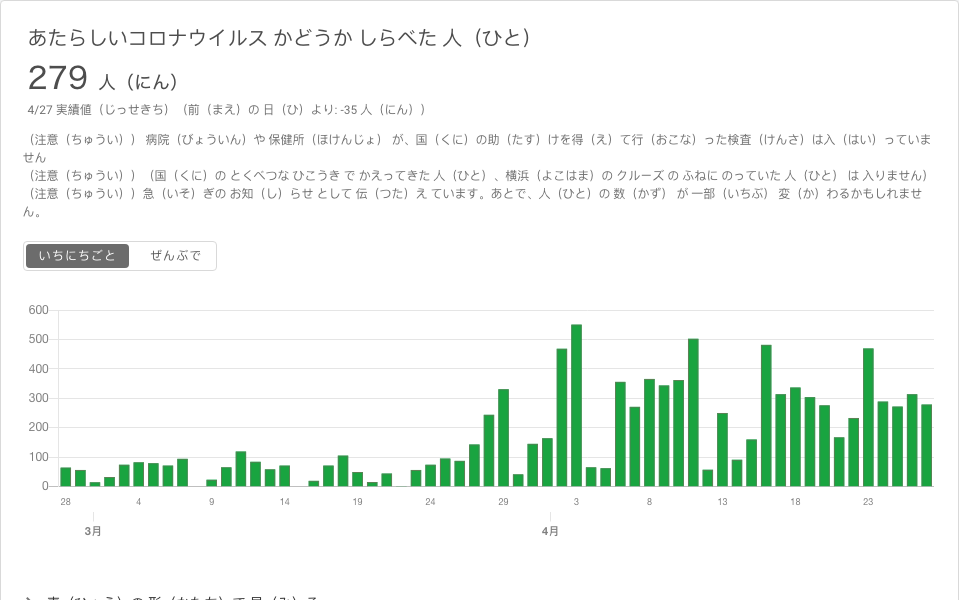 あたらしいコロナウイルス かどうか しらべた 人（ひと）
279 人（にん）
4/27 実績値（じっせきち）（前（まえ）の 日（ひ）より: -35 人（にん））
（注意（ちゅうい）） 病院（びょういん）や 保健所（ほけんじょ） が、国（くに）の助（たす）けを得（え）て行（おこな）った検査（けんさ）は入（はい）っていま
せん
（注意（ちゅうい））（国（くに）の とくべつな ひこうき で かえってきた 人（ひと）、横浜（よこはま）の クルーズ の ふねに のっていた 人（ひと） は 入りません）
（注意（ちゅうい））急（いそ）ぎの お知（し）らせ として 伝（つた）え ています。あとで、人（ひと）の 数（かず） が 一部（いちぶ） 変（か）わるかもしれませ
ん。
いちにちごと ぜんぶで
600
500
400
300
200
100
0
28 4 9 14 19 24 29 3 8 13 18 23
3月 4月